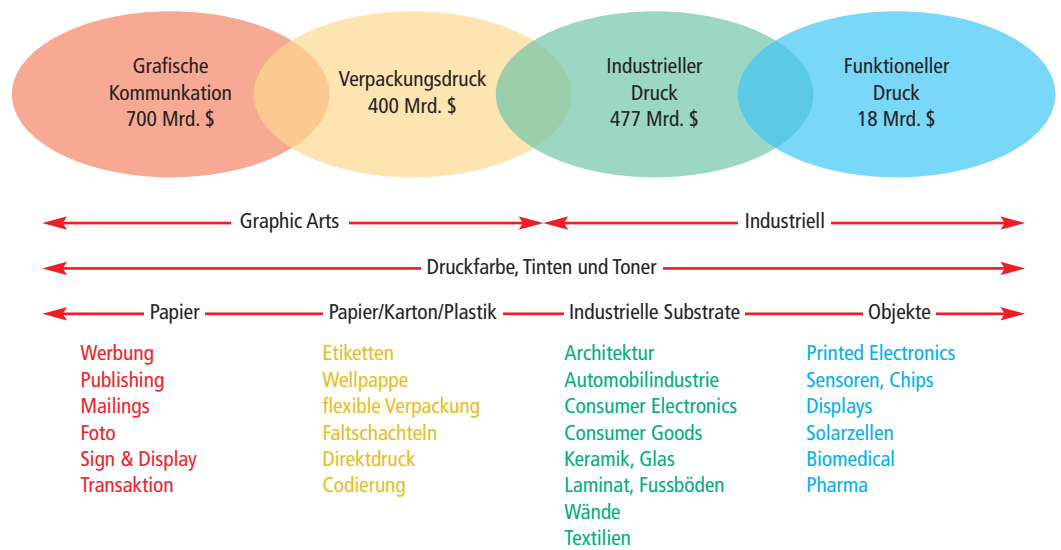 Grafische
Kommunkation
700 Mrd. $
Verpackungsdruck
400 Mrd. $
Industrieller
Druck
477 Mrd. $
Funktioneller
Druck
18 Mrd. $
Graphic Arts
Industriell
Druckfarbe, Tinten und Toner
Papier
Papier/Karton/Plastik
Industrielle Substrate
Objekte
Werbung
Publishing
Mailings
Foto
Sign & Display
Transaktion
Etiketten
Wellpappe
flexible Verpackung
Faltschachteln
Direktdruck
Codierung
Architektur
Automobilindustrie
Consumer Electronics
Consumer Goods
Keramik, Glas
Laminat, Fussböden
Wände
Textilien
Printed Electronics
Sensoren, Chips
Displays
Solarzellen
Biomedical
Pharma